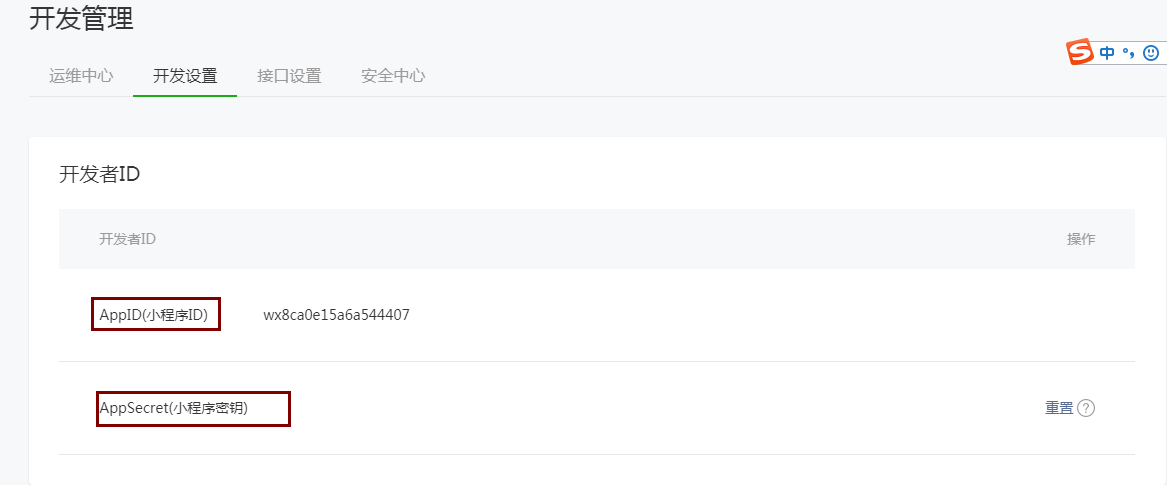 开发管理
运维中心 开发设置 接口设置 安全中心
S 中 °,
开发者ID
开发者ID 操作
AppID(小程序ID) wx8ca0e15a6a544407
AppSecret(小程序密钥) 重置 ?